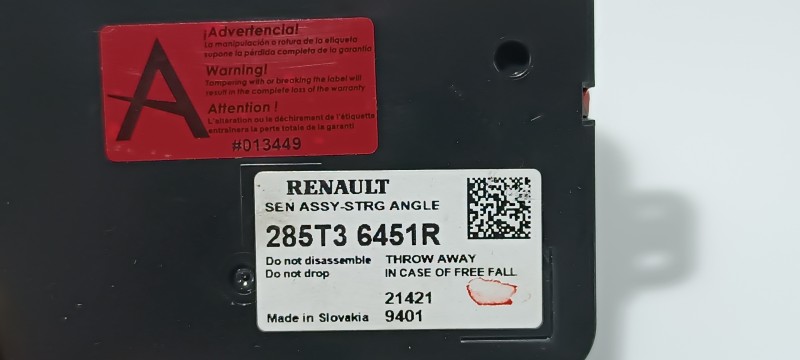 ¡Advertencia!
La manipulación o rotura de la etiqueta
supone la pérdida completa de la garantía
Warning!
Tampering with or breaking the label will
result in the complete loss of the warranty
Attention !
L'alteration ou le déchirement de l'étiquette
entraînera la perte totale de la garanti
#013449
RENAULT
SEN ASSY-STRG ANGLE
285T3 6451R
Do not disassemble THROW AWAY
Do not drop IN CASE OF FREE FALL
21421
Made in Slovakia 9401